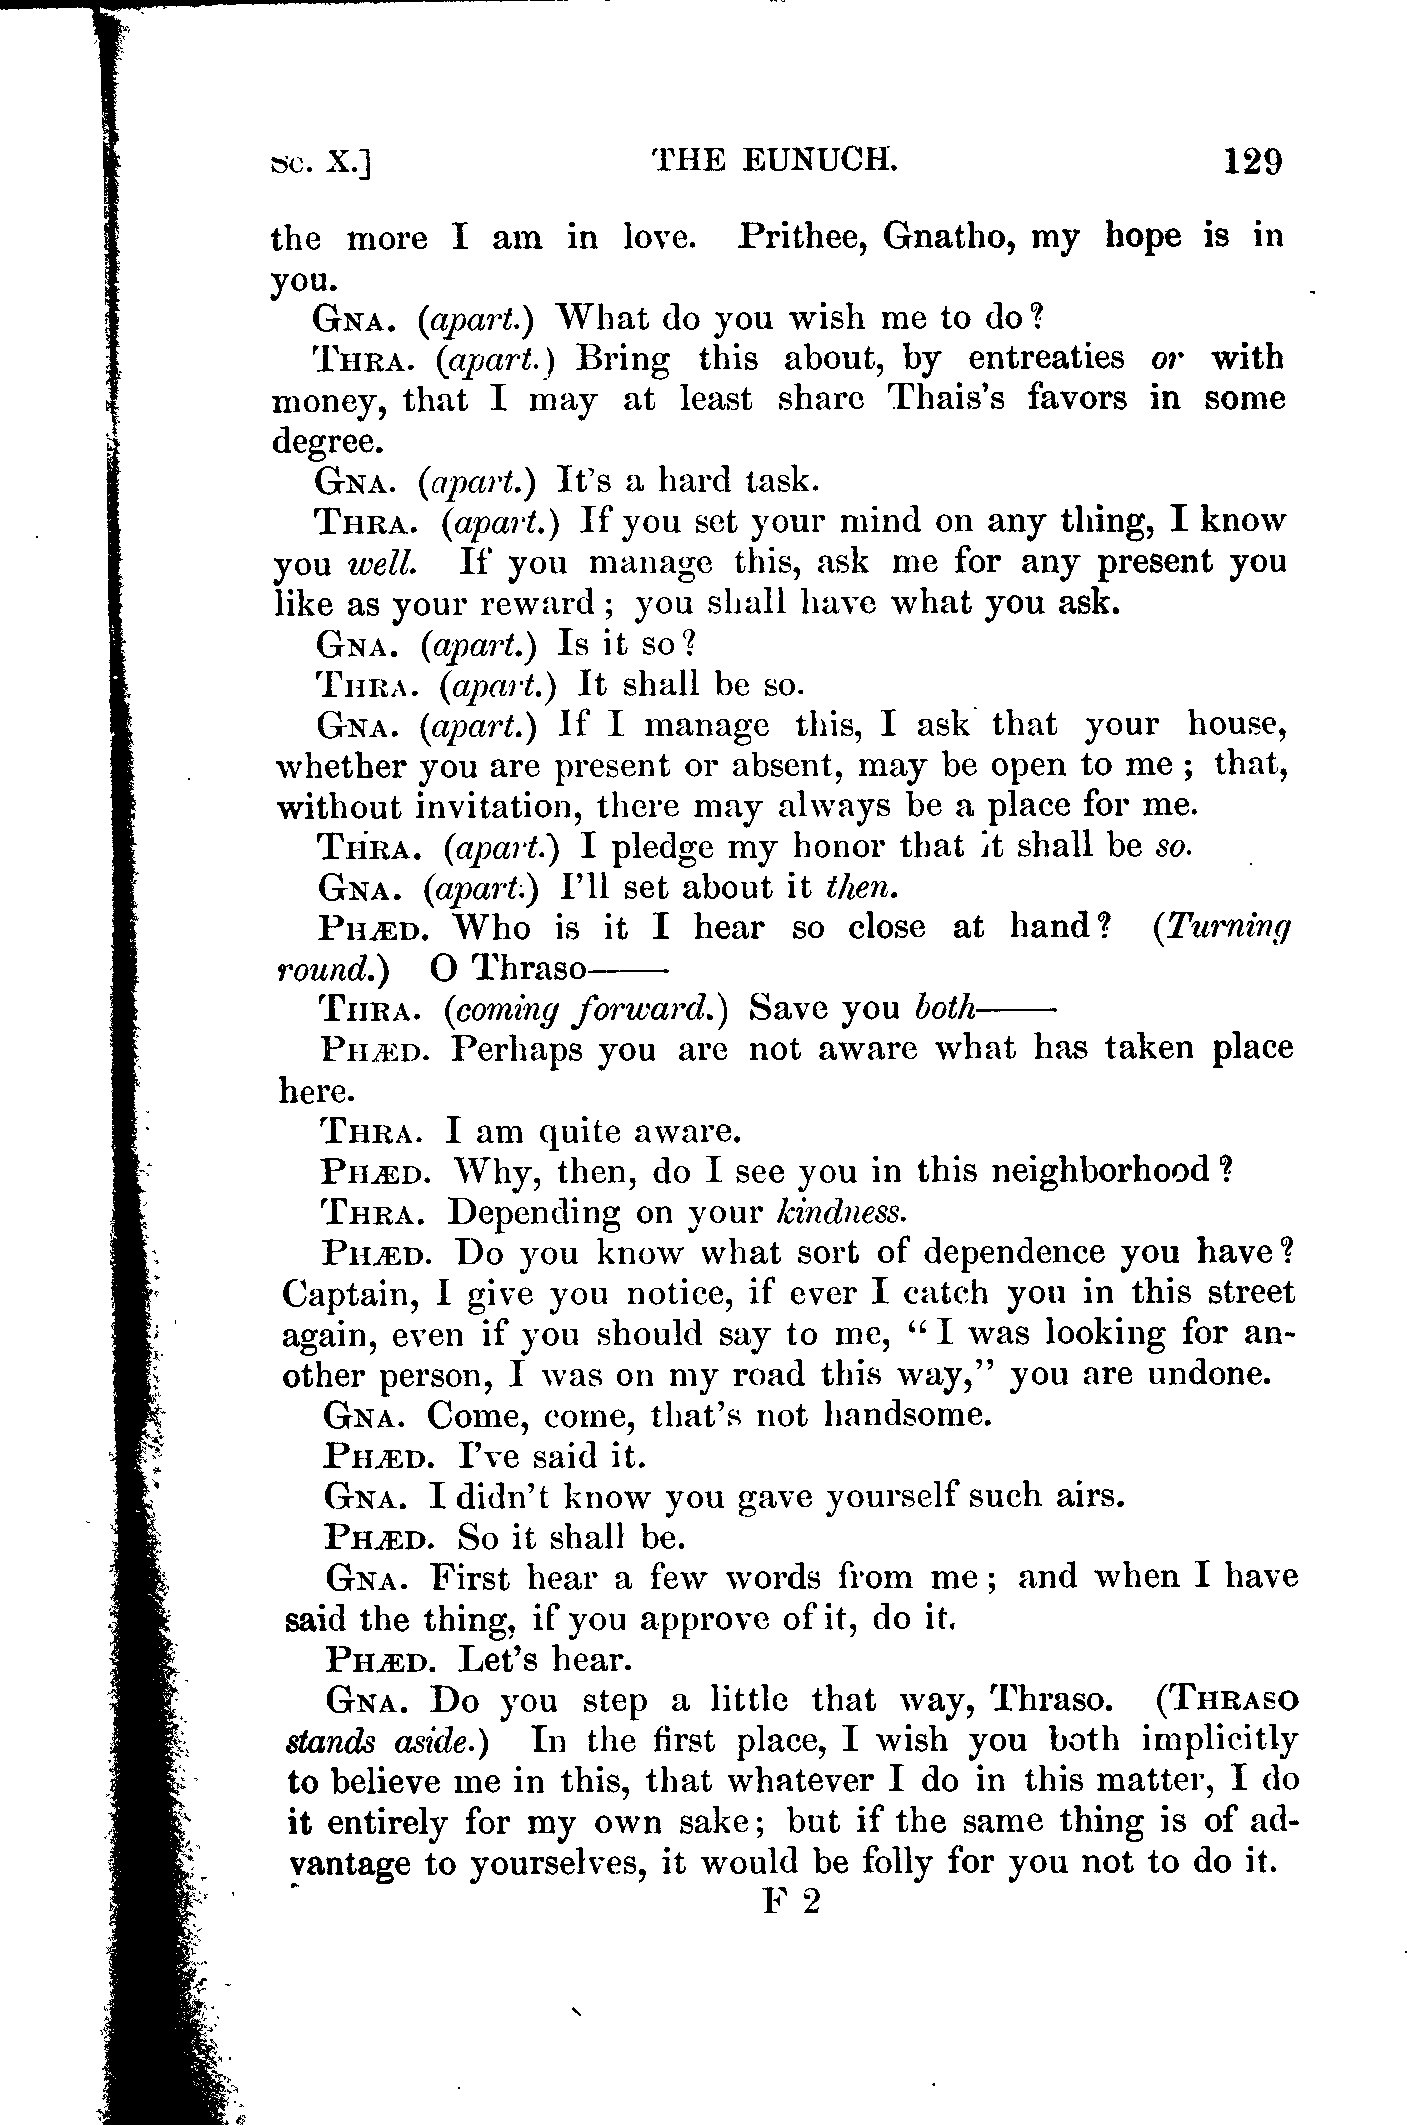 Sc. X.] THE EUNUCH. 129
the more I am in love. Prithee, Gnatho, my hope is in
you.
GNA. (apart.) What do you wish me to do?
THRA. (apart.) Bring this about, by entreaties or with
money, that I may at least share Thais's favors in some
degree.
GNA. (apart.) It's a hard task.
THRA. (apart.) If you set your mind on any thing, I know
you well. If you manage this, ask me for any present you
like as your reward; you shall have what you ask.
GNA. (apart.) Is it so?
THRA. (apart.) It shall be so.
GNA. (apart.) If I manage this, I ask that your house,
whether you are present or absent, may be open to me; that,
without invitation, there may always be a place for me.
THRA. (apart.) I pledge my honor that it shall be so.
GNA. (apart.) I'll set about it then.
PHÆD. Who is it I hear so close at hand? (Turning
round.) O Thraso——
THRA. (coming forward.) Save you both——
PHÆD. Perhaps you are not aware what has taken place
here.
THRA. I am quite aware.
PHÆD. Why, then, do I see you in this neighborhood?
THRA. Depending on your kindness.
PHÆD. Do you know what sort of dependence you have?
Captain, I give you notice, if ever I catch you in this street
again, even if you should say to me, "I was looking for an-
other person, I was on my road this way," you are undone.
GNA. Come, come, that's not handsome.
PHÆD. I've said it.
GNA. I didn't know you gave yourself such airs.
PHÆD. So it shall be.
GNA. First hear a few words from me; and when I have
said the thing, if you approve of it, do it.
PHÆD. Let's hear.
GNA. Do you step a little that way, Thraso. (THRASO
stands aside.) In the first place, I wish you both implicitly
to believe me in this, that whatever I do in this matter, I do
it entirely for my own sake; but if the same thing is of ad-
vantage to yourselves, it would be folly for you not to do it.
F 2